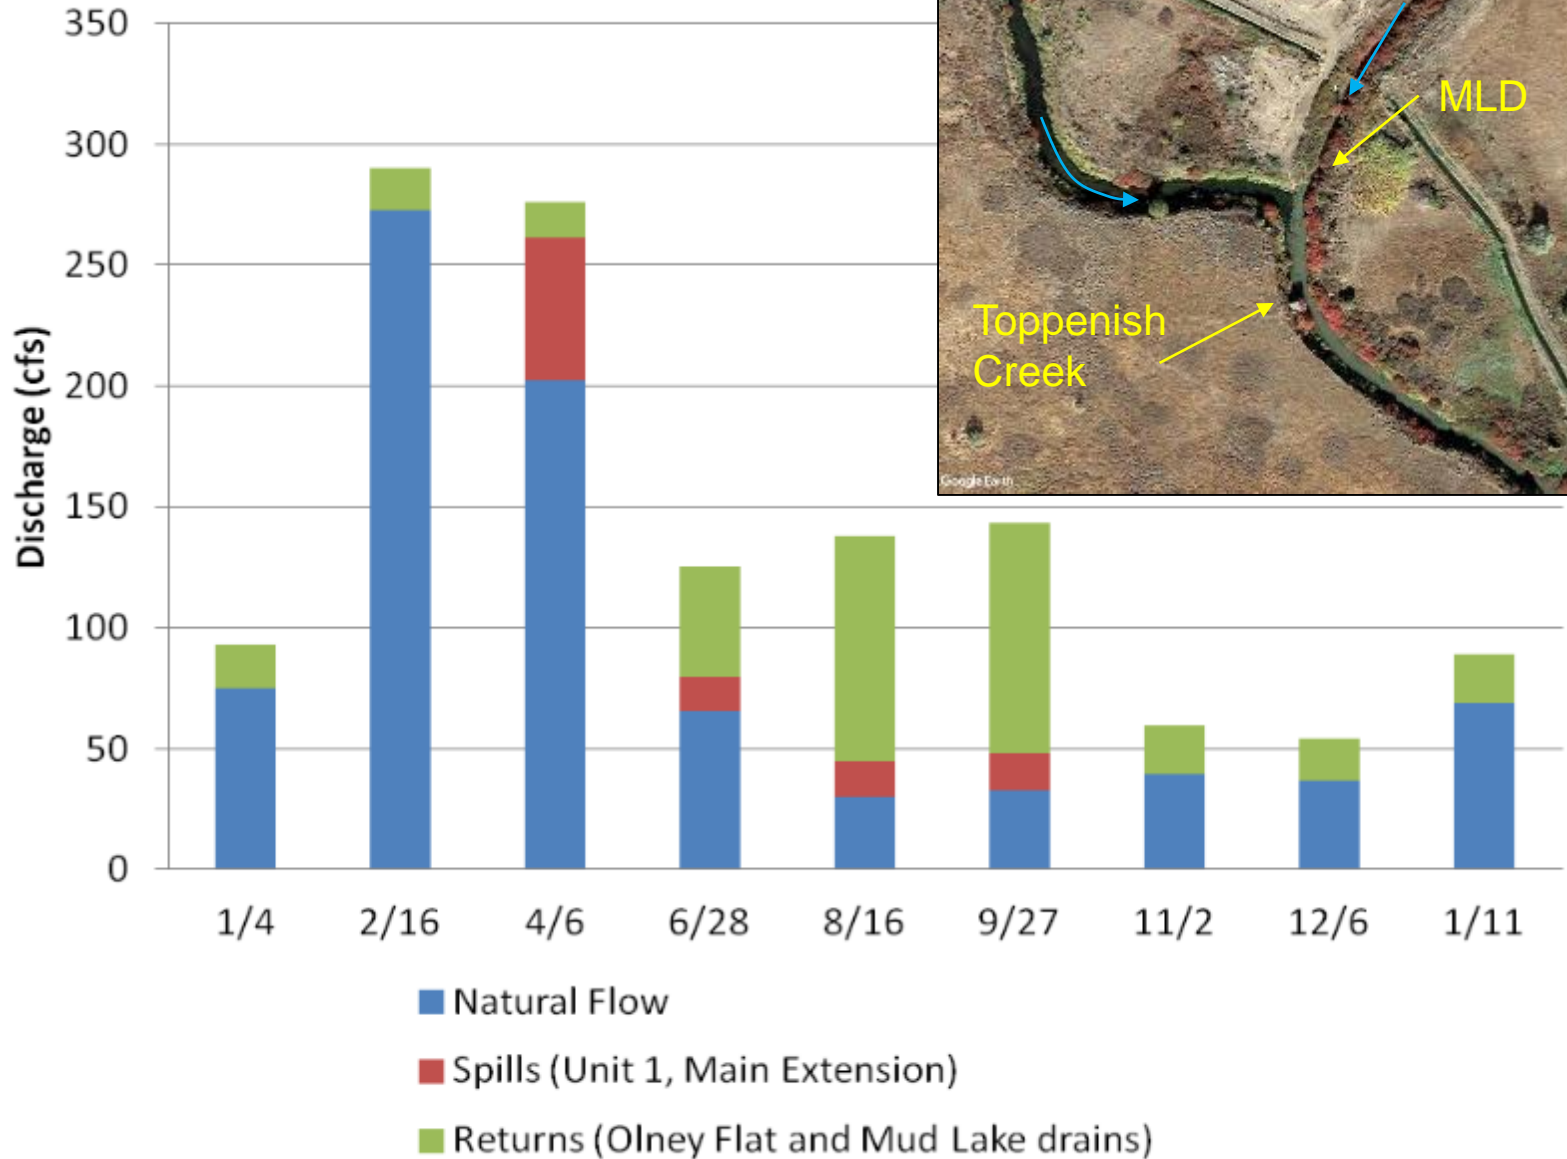 350
300
250
200
150
100
50
0
Discharge (cfs)
MLD
Toppenish
Creek
Google Earth
1/4 2/16 4/6 6/28 8/16 9/27 11/2 12/6 1/11
Natural Flow
Spills (Unit 1, Main Extension)
Returns (Olney Flat and Mud Lake drains)